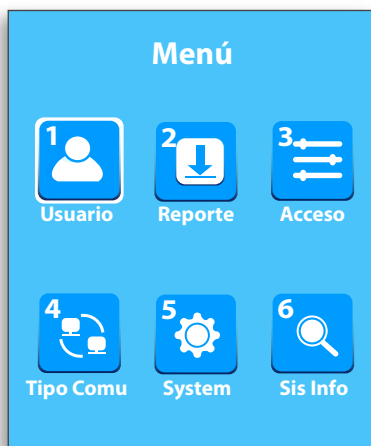 Menú
1 2 3
Usuario Reporte Acceso
4 5 6
Tipo Comu System Sis Info